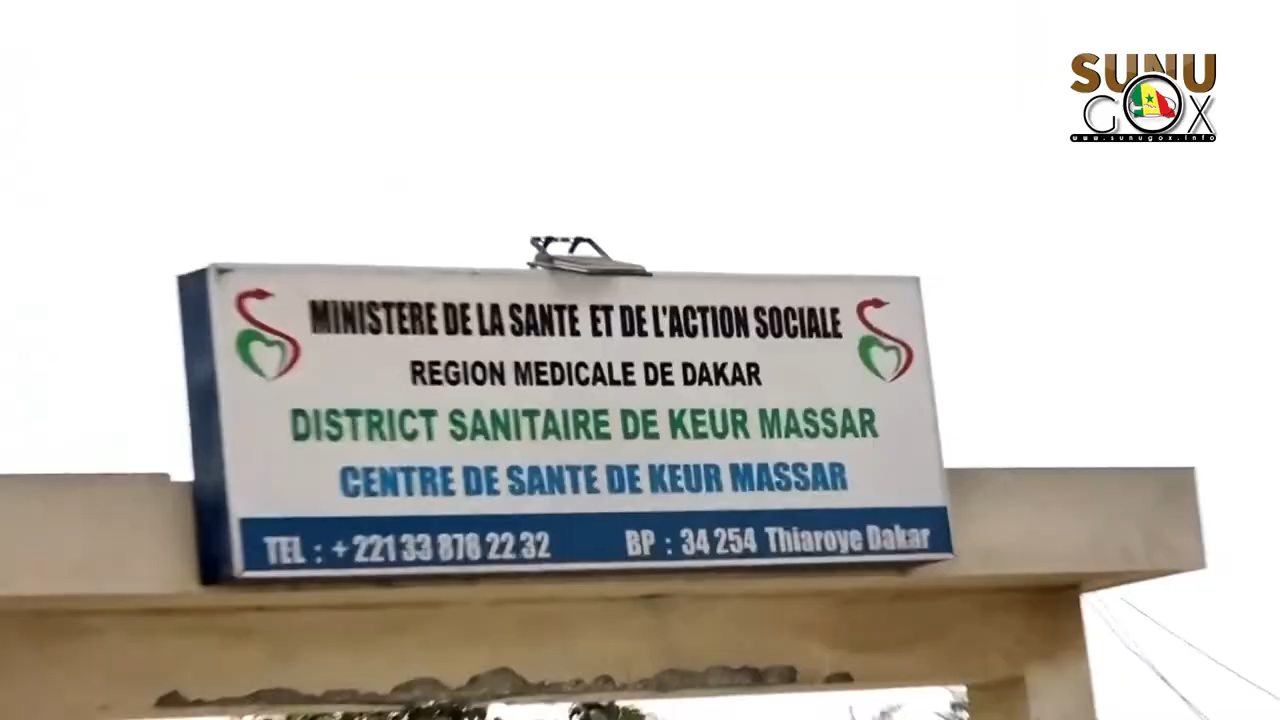 SUNU
GOX
www.sunugox.info
MINISTERE DE LA SANTE ET DE L'ACTION SOCIALE
REGION MEDICALE DE DAKAR
DISTRICT SANITAIRE DE KEUR MASSAR
CENTRE DE SANTE DE KEUR MASSAR
TEL : + 221 33 878 22 32 BP : 34 254 Thiaroye Dakar